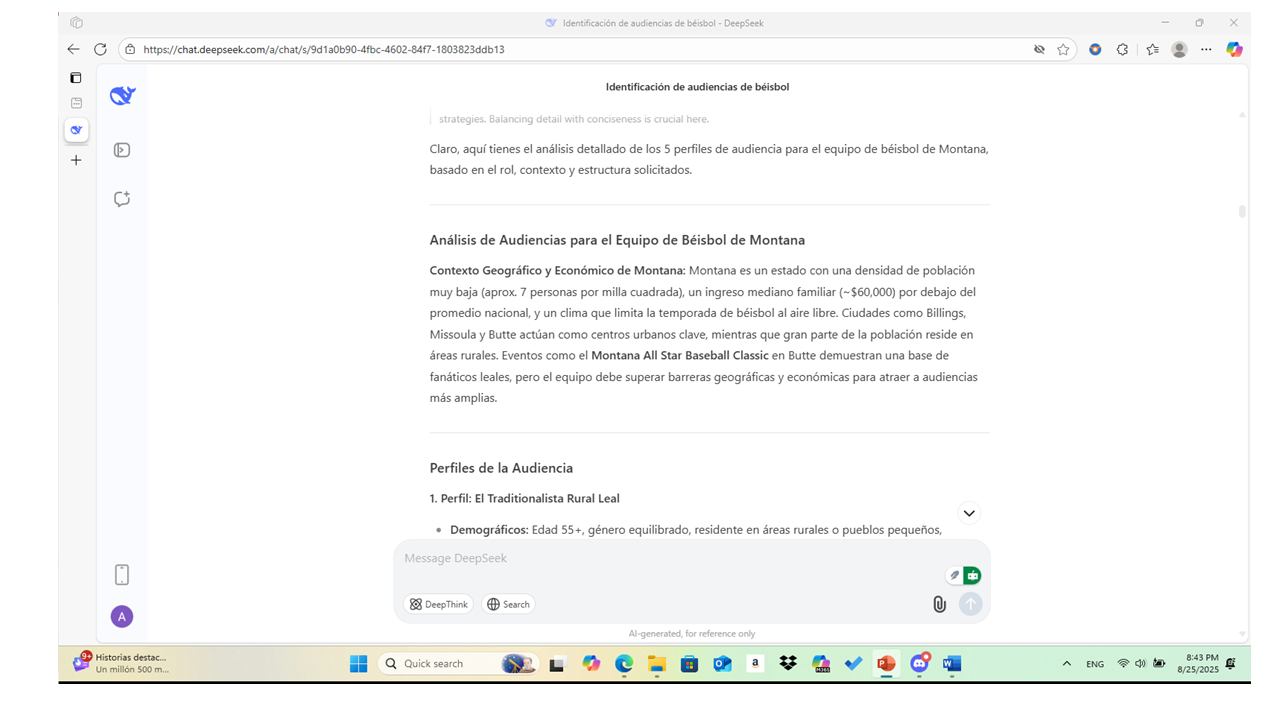 Identificación de audiencias de béisbol - DeepSeek
https://chat.deepseek.com/a/chat/s/9d1a0b90-4fbc-4602-84f7-1803823ddb13
Identificación de audiencias de béisbol
strategies. Balancing detail with conciseness is crucial here.
Claro, aquí tienes el análisis detallado de los 5 perfiles de audiencia para el equipo de béisbol de Montana,
basado en el rol, contexto y estructura solicitados.
Análisis de Audiencias para el Equipo de Béisbol de Montana
Contexto Geográfico y Económico de Montana: Montana es un estado con una densidad de población
muy baja (aprox. 7 personas por milla cuadrada), un ingreso mediano familiar (~$60,000) por debajo del
promedio nacional, y un clima que limita la temporada de béisbol al aire libre. Ciudades como Billings,
Missoula y Butte actúan como centros urbanos clave, mientras que gran parte de la población reside en
áreas rurales. Eventos como el Montana All Star Baseball Classic en Butte demuestran una base de
fanáticos leales, pero el equipo debe superar barreras geográficas y económicas para atraer a audiencias
más amplias.
Perfiles de la Audiencia
1. Perfil: El Traditionalista Rural Leal
• Demográficos: Edad 55+, género equilibrado, residente en áreas rurales o pueblos pequeños,
Message DeepSeek
DeepThink Search
A
AI-generated, for reference only
9+
Historias destac...
Un millón 500 m...
Quick search
ENG
8:43 PM
8/25/2025